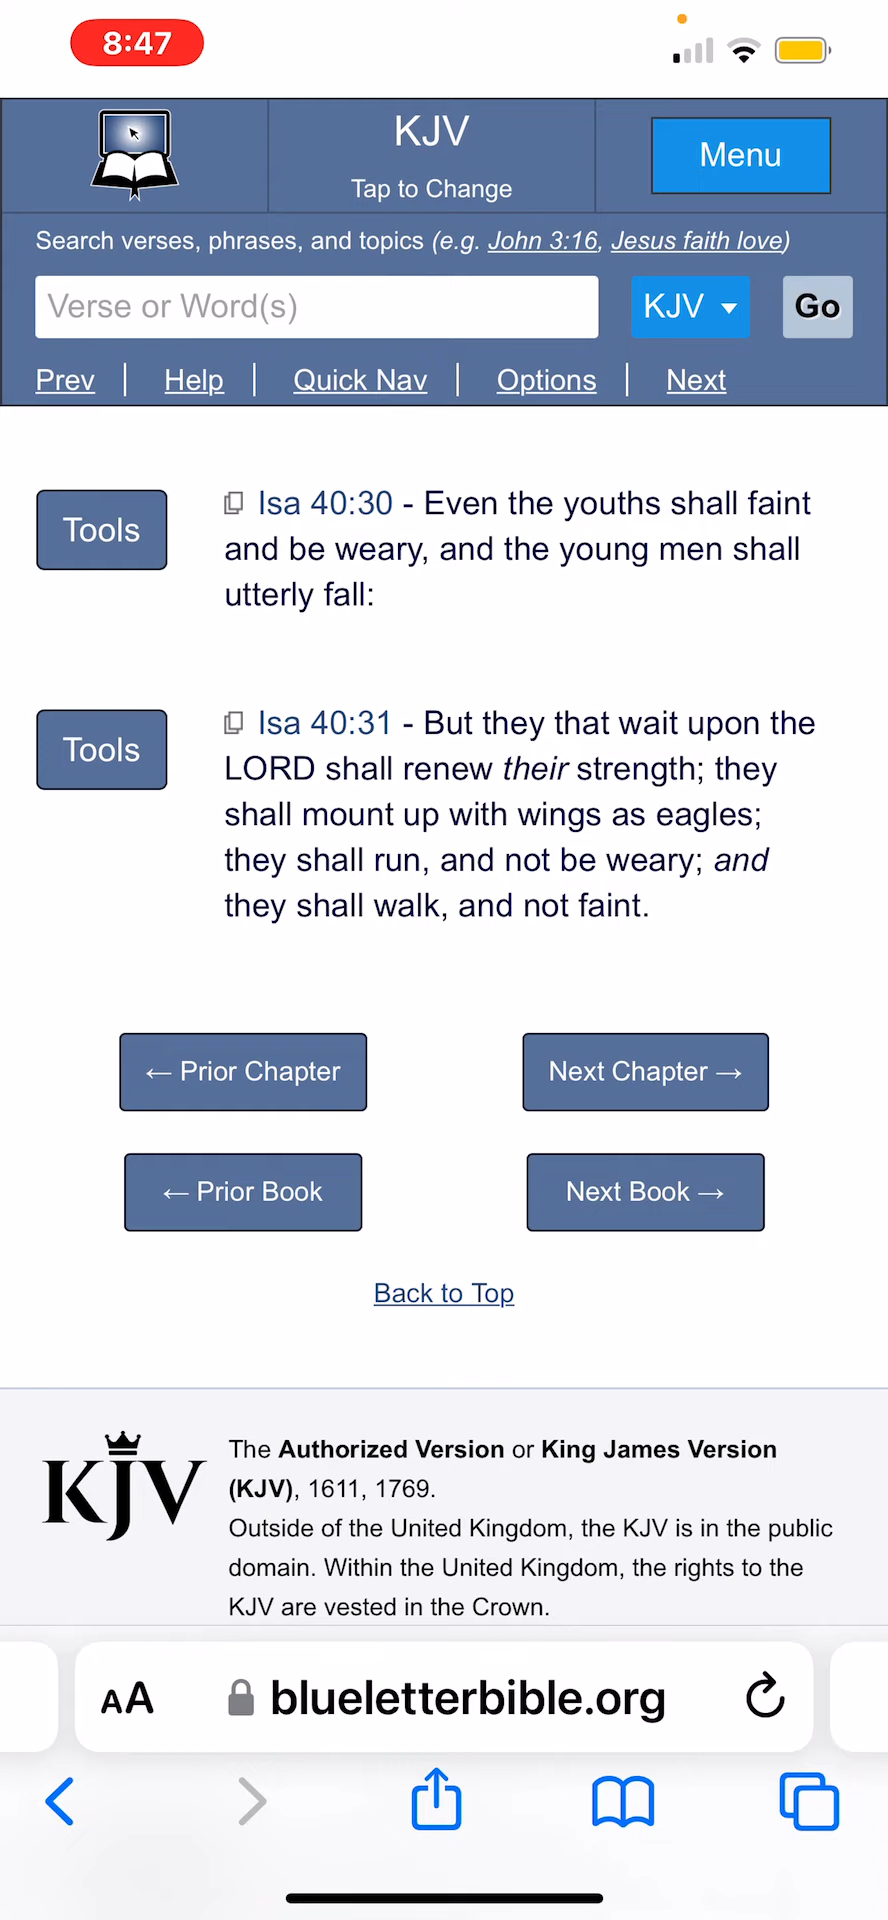 8:47
KJV
Tap to Change
Menu
Search verses, phrases, and topics (e.g. John 3:16, Jesus faith love)
Verse or Word(s)
KJV
Go
Prev | Help | Quick Nav | Options | Next
Tools
Isa 40:30 - Even the youths shall faint
and be weary, and the young men shall
utterly fall:
Tools
Isa 40:31 - But they that wait upon the
LORD shall renew their strength; they
shall mount up with wings as eagles;
they shall run, and not be weary; and
they shall walk, and not faint.
← Prior Chapter
Next Chapter →
← Prior Book
Next Book →
Back to Top
KJV
The Authorized Version or King James Version
(KJV), 1611, 1769.
Outside of the United Kingdom, the KJV is in the public
domain. Within the United Kingdom, the rights to the
KJV are vested in the Crown.
AA
blueletterbible.org